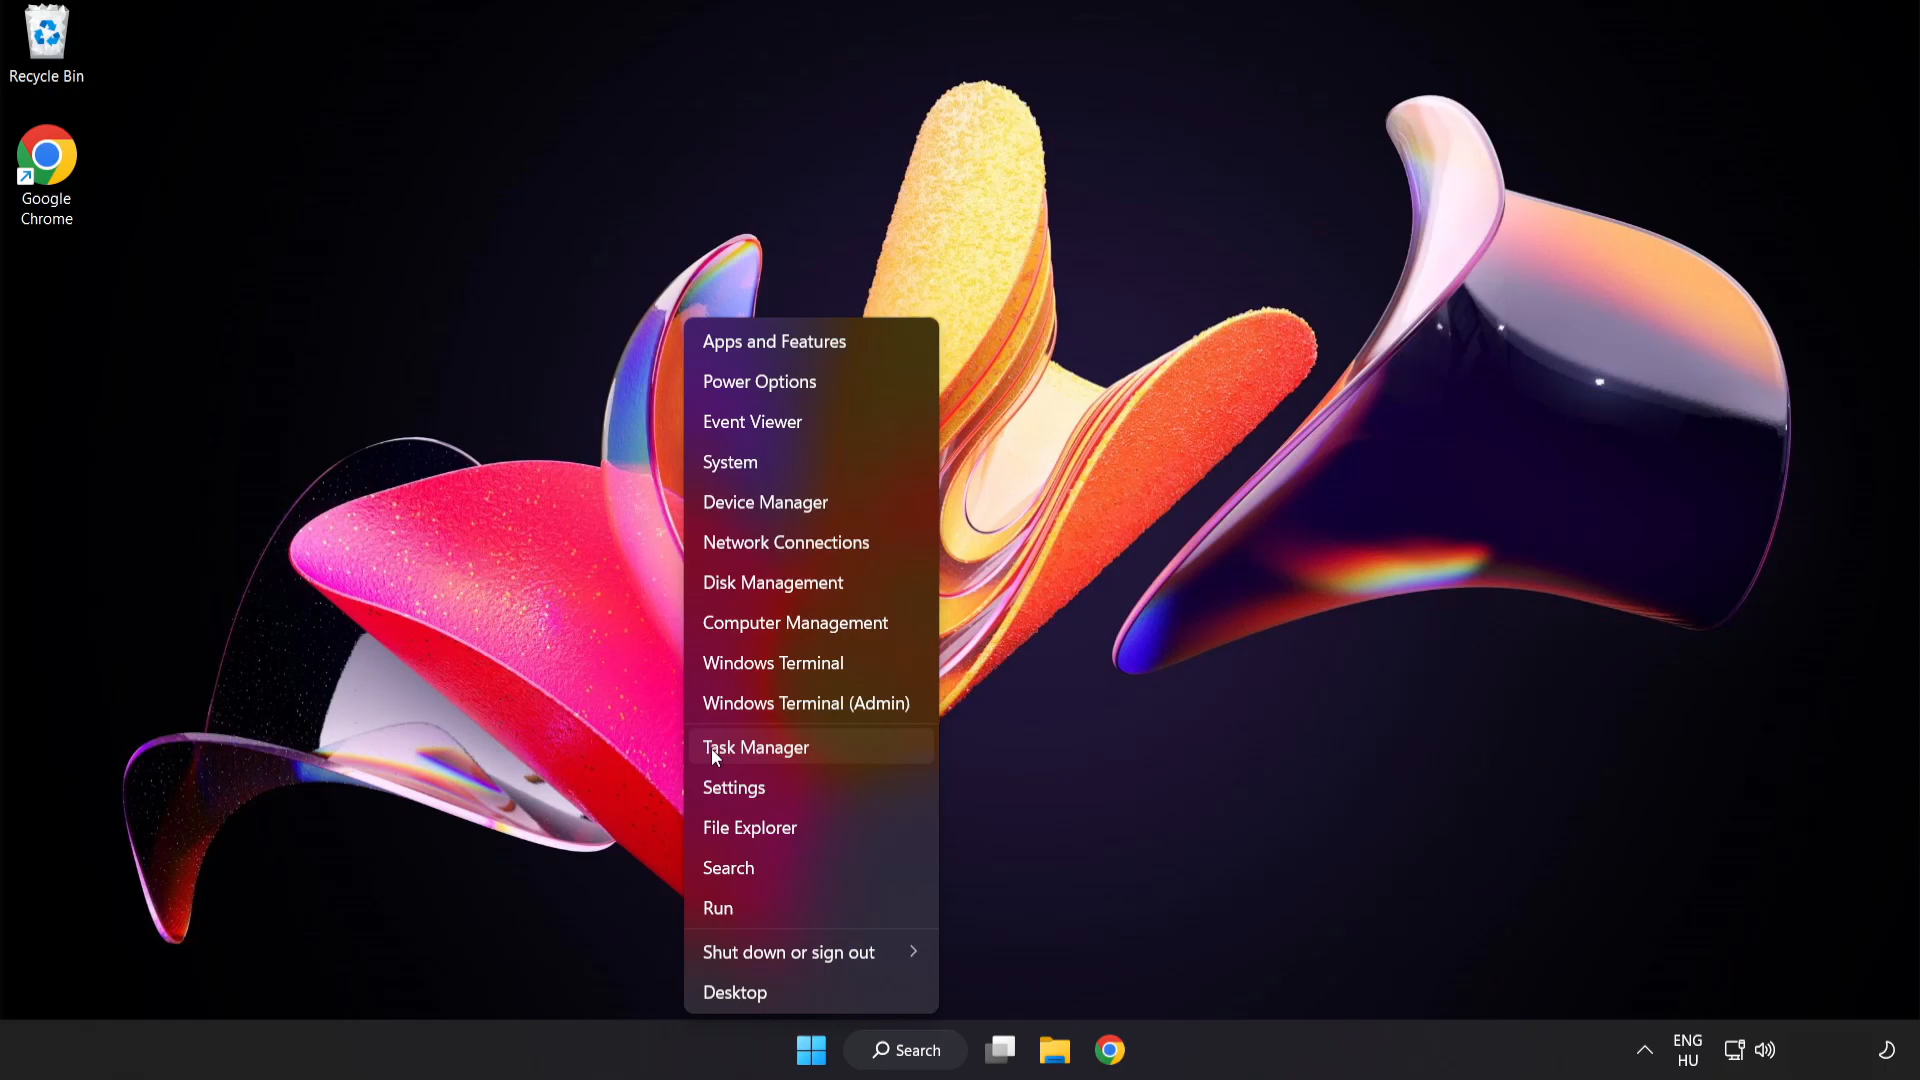 Recycle Bin
Google
Chrome
Apps and Features
Power Options
Event Viewer
System
Device Manager
Network Connections
Disk Management
Computer Management
Windows Terminal
Windows Terminal (Admin)
Task Manager
Settings
File Explorer
Search
Run
Shut down or sign out
Desktop
Search
ENG
HU